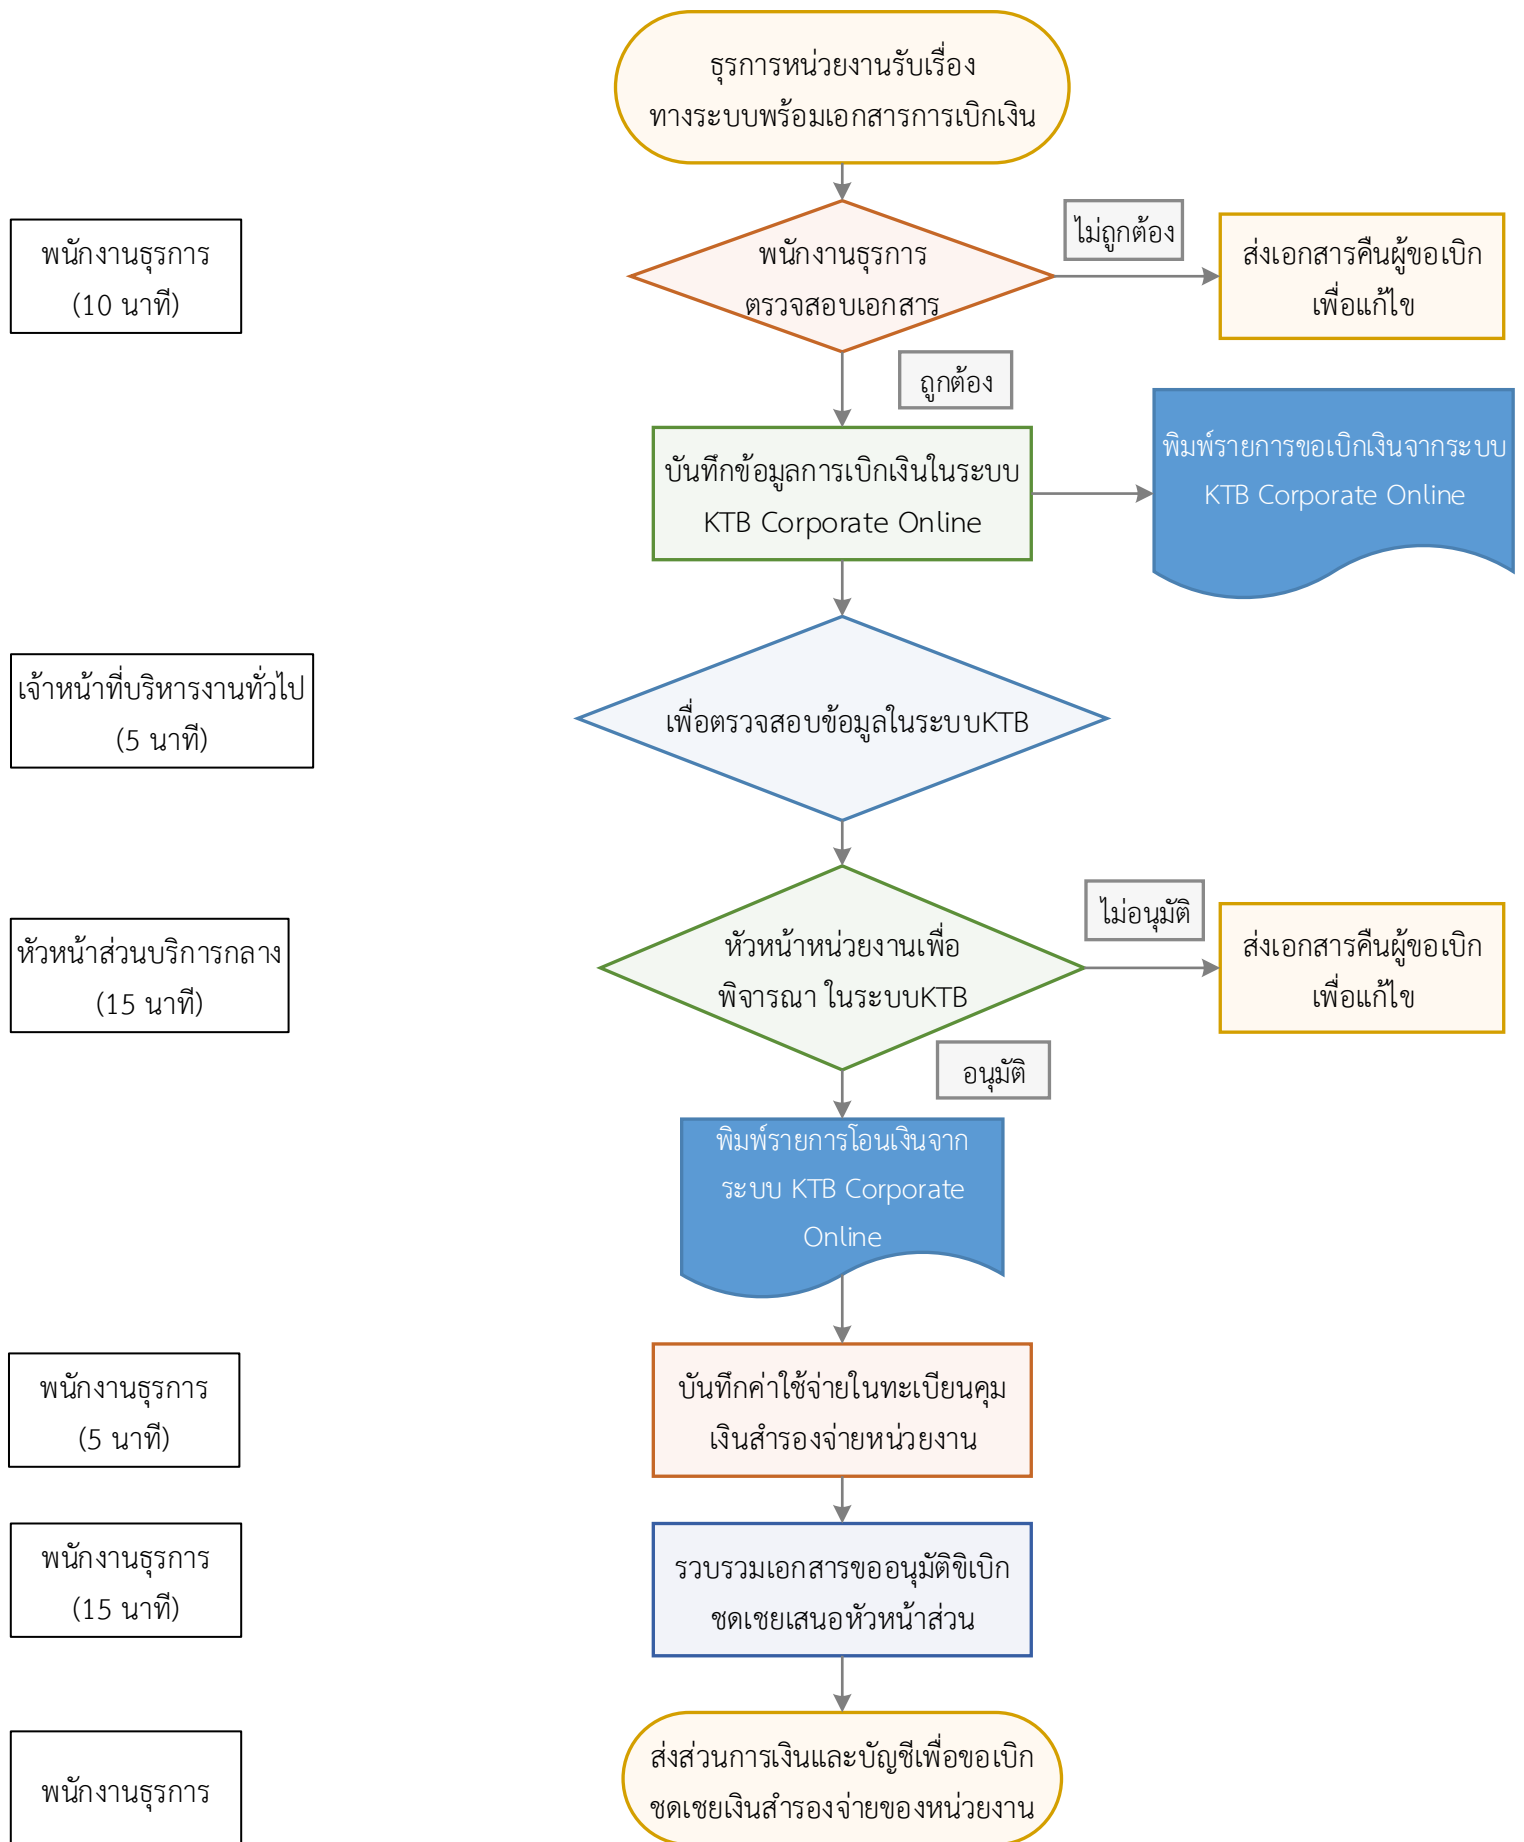 ธุรการหน่วยงานรับเรื่อง
ทางระบบพร้อมเอกสารการเบิกเงิน
พนักงานธุรการ
(10 นาที)
พนักงานธุรการ
ตรวจสอบเอกสาร
ไม่ถูกต้อง
ส่งเอกสารคืนผู้ขอเบิก
เพื่อแก้ไข
ถูกต้อง
บันทึกข้อมูลการเบิกเงินในระบบ
KTB Corporate Online
พิมพ์รายการขอเบิกเงินจากระบบ
KTB Corporate Online
เจ้าหน้าที่บริหารงานทั่วไป
(5 นาที)
เพื่อตรวจสอบข้อมูลในระบบKTB
หัวหน้าส่วนบริการกลาง
(15 นาที)
หัวหน้าหน่วยงานเพื่อ
พิจารณา ในระบบKTB
ไม่อนุมัติ
ส่งเอกสารคืนผู้ขอเบิก
เพื่อแก้ไข
อนุมัติ
พิมพ์รายการโอนเงินจาก
ระบบ KTB Corporate
Online
พนักงานธุรการ
(5 นาที)
บันทึกค่าใช้จ่ายในทะเบียนคุม
เงินสำรองจ่ายหน่วยงาน
พนักงานธุรการ
(15 นาที)
รวบรวมเอกสารขออนุมัติขิเบิก
ชดเชยเสนอหัวหน้าส่วน
พนักงานธุรการ
ส่งส่วนการเงินและบัญชีเพื่อขอเบิก
ชดเชยเงินสำรองจ่ายของหน่วยงาน